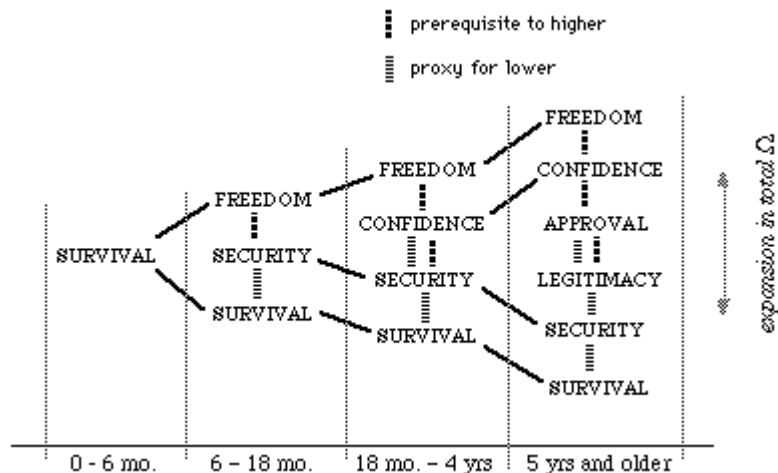 prerequisite to higher
proxy for lower
FREEDOM
FREEDOM
CONFIDENCE
FREEDOM
CONFIDENCE
APPROVAL
SURVIVAL
SECURITY
SECURITY
LEGITIMACY
SURVIVAL
SURVIVAL
SECURITY
SURVIVAL
expansion in total Ω
0 - 6 mo.
6 – 18 mo.
18 mo. – 4 yrs
5 yrs and older